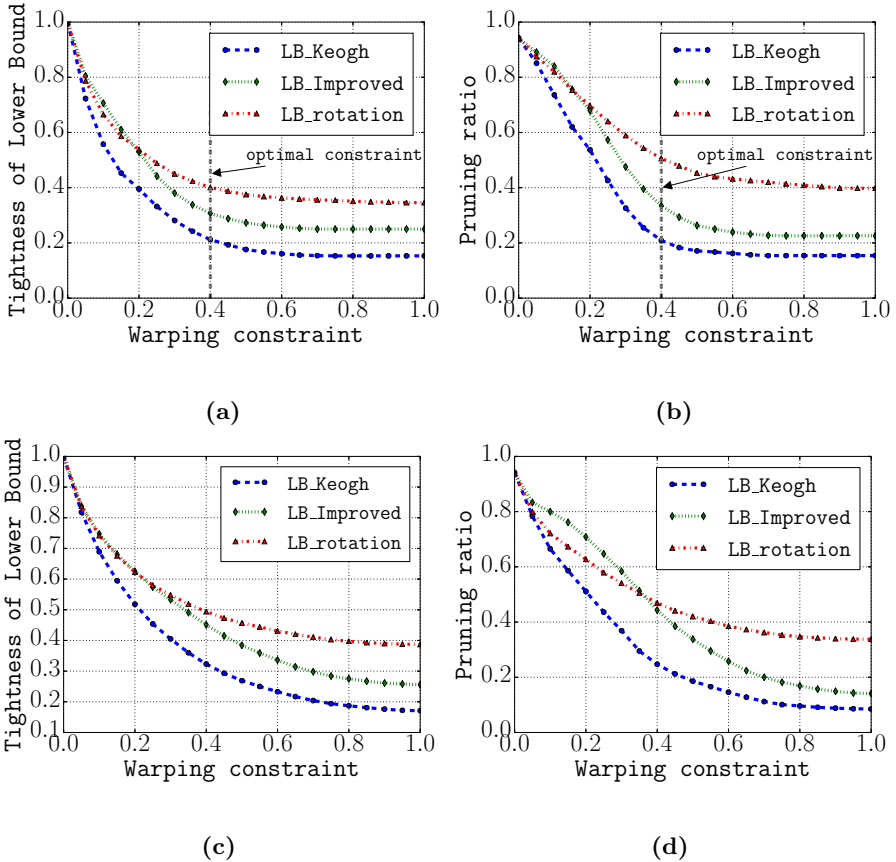 Tightness of Lower Bound
1.0
0.8
0.6
0.4
0.2
0.0
LB_Keogh
LB_Improved
LB_rotation
optimal constraint
0.0 0.2 0.4 0.6 0.8 1.0
Warping constraint
(a)
Pruning ratio
1.0
0.8
0.6
0.4
0.2
0.0
LB_Keogh
LB_Improved
LB_rotation
optimal constraint
0.0 0.2 0.4 0.6 0.8 1.0
Warping constraint
(b)
Tightness of Lower Bound
1.0
0.9
0.8
0.7
0.6
0.5
0.4
0.3
0.2
0.1
LB_Keogh
LB_Improved
LB_rotation
0.0 0.2 0.4 0.6 0.8 1.0
Warping constraint
(c)
Pruning ratio
1.0
0.8
0.6
0.4
0.2
0.0
LB_Keogh
LB_Improved
LB_rotation
0.0 0.2 0.4 0.6 0.8 1.0
Warping constraint
(d)